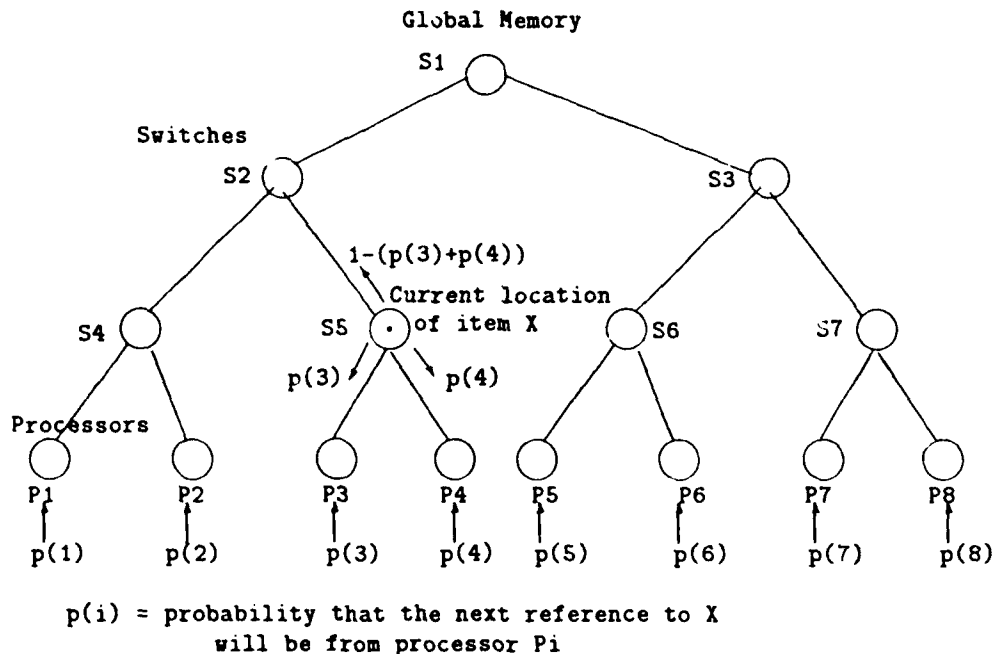 Global Memory
S1
Switches
S2
S3
1-(p(3)+p(4))
Current location
of item X
S4
S5
S6
S7
p(3)
p(4)
Processors
P1
P2
P3
P4
P5
P6
P7
P8
p(1)
p(2)
p(3)
p(4)
p(5)
p(6)
p(7)
p(8)
p(i) = probability that the next reference to X
will be from processor Pi